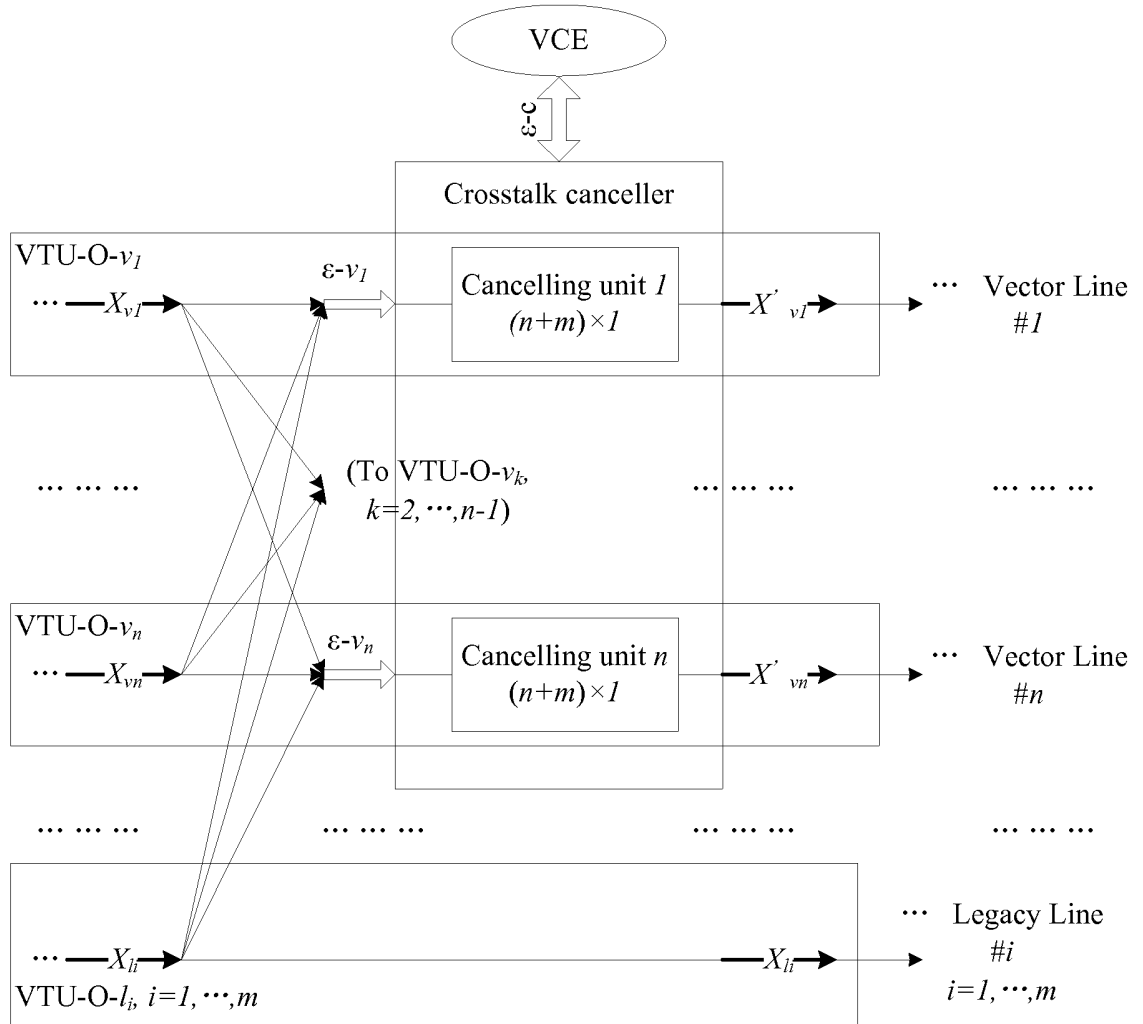 VCE
ε-c
Crosstalk canceller
VTU-O-v1
ε-v1
··· Xv1
Cancelling unit 1
(n+m)×1
X’ v1
··· Vector Line
#1
(To VTU-O-vk,
k=2,···,n-1)
··· ··· ···
··· ··· ···
··· ··· ···
VTU-O-vn
ε-vn
··· Xvn
Cancelling unit n
(n+m)×1
X’ vn
··· Vector Line
#n
··· ··· ···
··· ··· ···
··· ··· ···
··· ··· ···
··· Xli
Xli
··· Legacy Line
#i
i=1,···,m
VTU-O-li, i=1,···,m